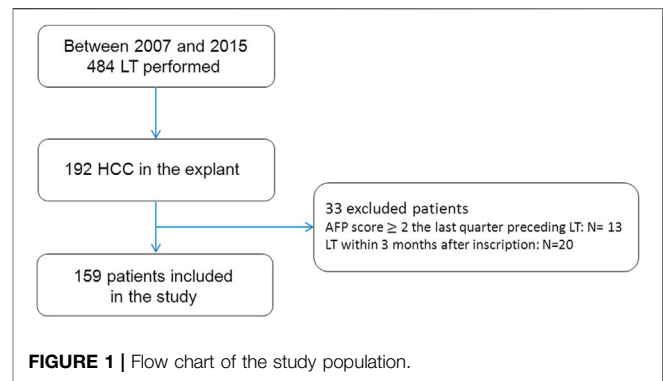 Between 2007 and 2015
484 LT performed
192 HCC in the explant
33 excluded patients
AFP score ≥ 2 the last quarter preceding LT: N= 13
LT within 3 months after inscription: N=20
159 patients included
in the study
FIGURE 1 | Flow chart of the study population.